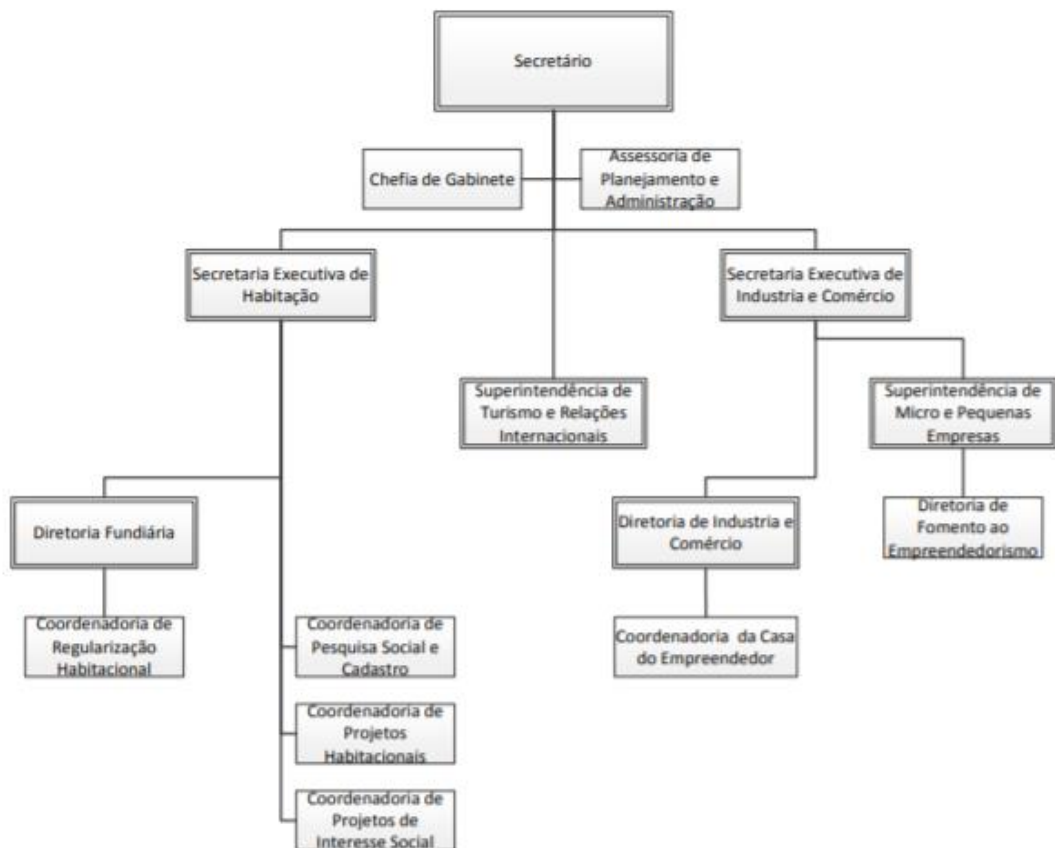 Secretário
Chefia de Gabinete
Assessoria de
Planejamento e
Administração
Secretaria Executiva de
Habitação
Secretaria Executiva de
Industria e Comércio
Superintendência de
Turismo e Relações
Internacionais
Superintendência de
Micro e Pequenas
Empresas
Diretoria Fundiária
Diretoria de Industria e
Comércio
Diretoria de
Fomento ao
Empreendedorismo
Coordenadoria de
Regularização
Habitacional
Coordenadoria de
Pesquisa Social e
Cadastro
Coordenadoria da Casa
do Empreendedor
Coordenadoria de
Projetos
Habitacionais
Coordenadoria de
Projetos de
Interesse Social